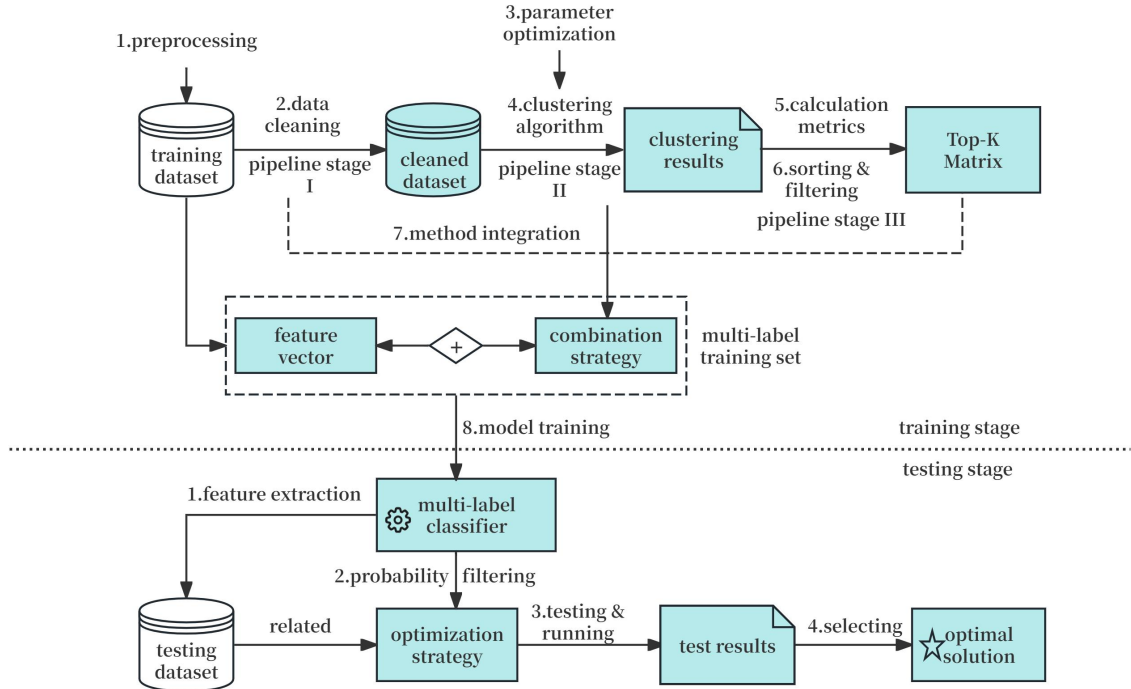 3.parameter
optimization
1.preprocessing
2.data
cleaning
4.clustering
algorithm
5.calculation
metrics
training
dataset
cleaned
dataset
clustering
results
Top-K
Matrix
pipeline stage
I
pipeline stage
II
6.sorting &
filtering
pipeline stage III
7.method integration
feature
vector
+
combination
strategy
multi-label
training set
8.model training
training stage
testing stage
1.feature extraction
multi-label
classifier
2.probability filtering
testing
dataset
related
optimization
strategy
3.testing &
running
test results
4.selecting
optimal
solution